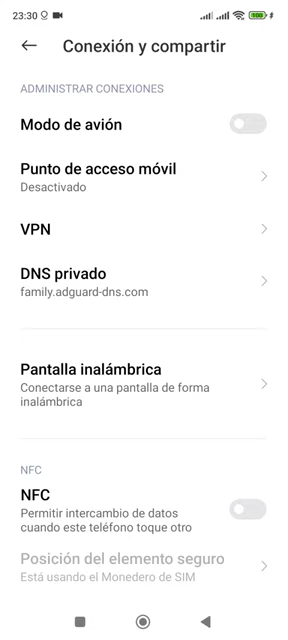 23:30
100
Conexión y compartir
ADMINISTRAR CONEXIONES
Modo de avión
Punto de acceso móvil
Desactivado
VPN
DNS privado
family.adguard-dns.com
Pantalla inalámbrica
Conectarse a una pantalla de forma
inalámbrica
NFC
NFC
Permitir intercambio de datos
cuando este teléfono toque otro
Posición del elemento seguro
Está usando el Monedero de SIM